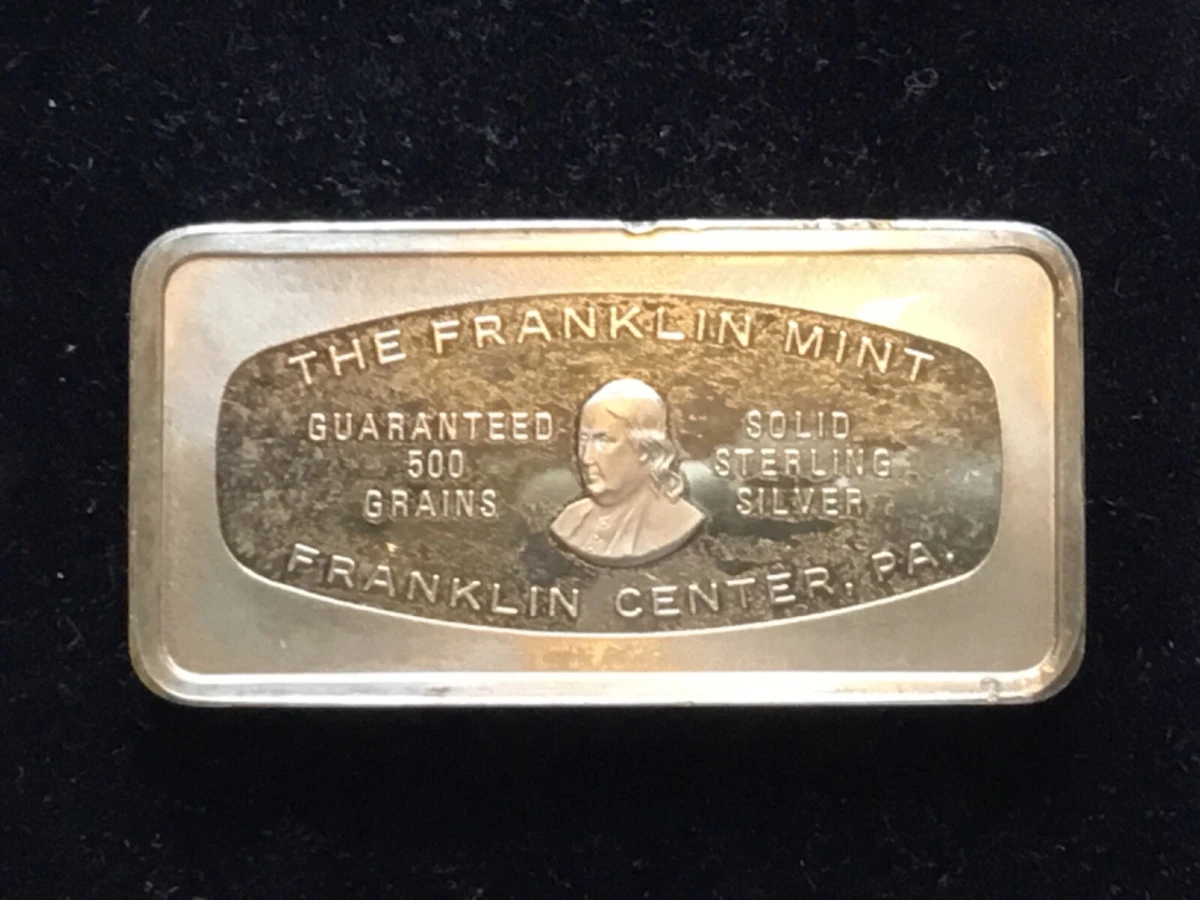 THE FRANKLIN MINT
GUARANTEED
500
GRAINS
SOLID
STERLING
SILVER
FRANKLIN CENTER, PA.